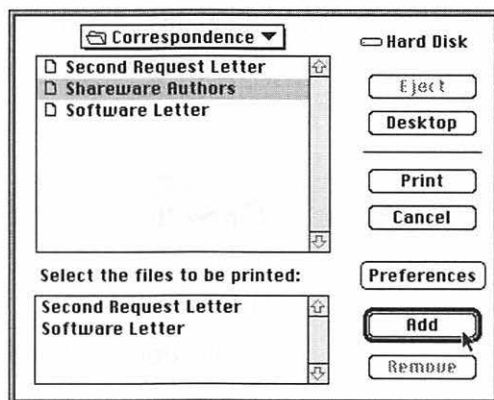 Correspondence
Hard Disk
Second Request Letter
Shareware Authors
Software Letter
Eject
Desktop
Print
Cancel
Select the files to be printed:
Preferences
Second Request Letter
Software Letter
Add
Remove